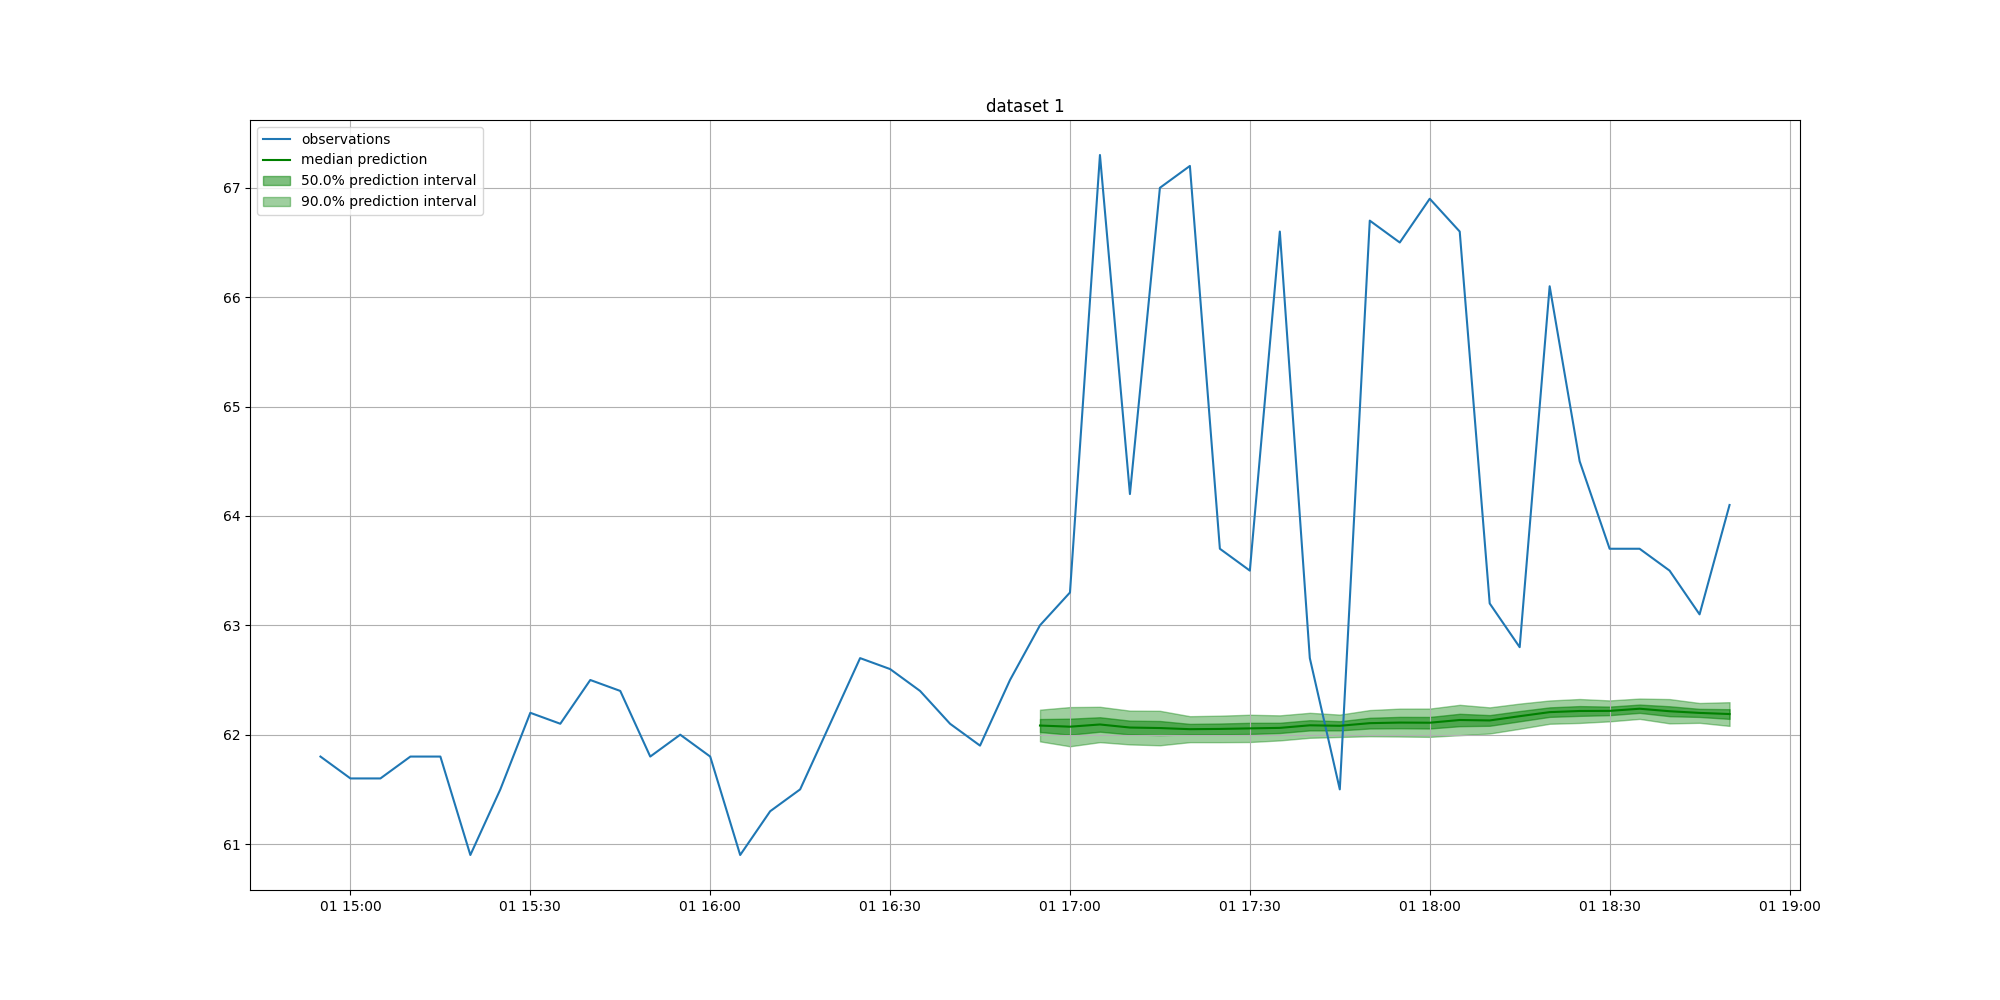 dataset 1
observations
median prediction
50.0% prediction interval
90.0% prediction interval
67
66
65
64
63
62
61
01 15:00 01 15:30 01 16:00 01 16:30 01 17:00 01 17:30 01 18:00 01 18:30 01 19:00